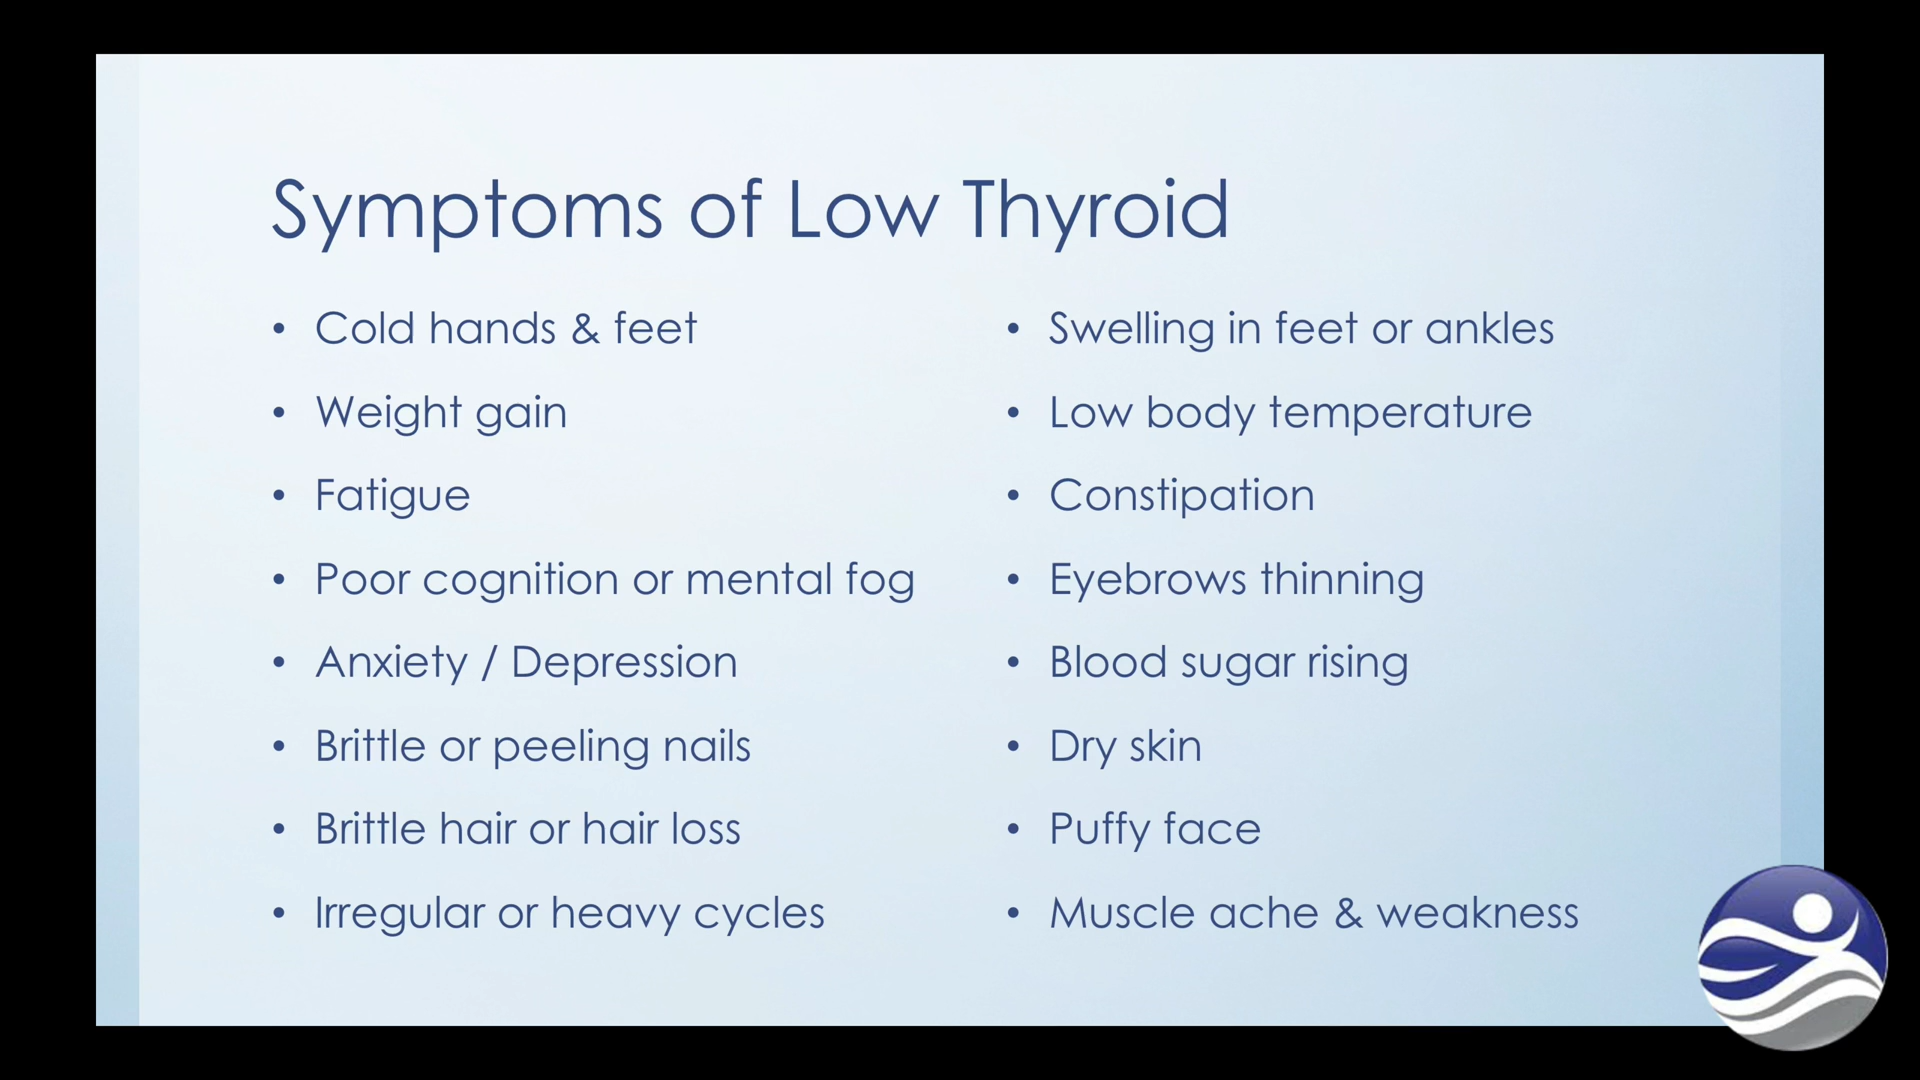 Symptoms of Low Thyroid
• Cold hands & feet
• Weight gain
• Fatigue
• Poor cognition or mental fog
• Anxiety / Depression
• Brittle or peeling nails
• Brittle hair or hair loss
• Irregular or heavy cycles
• Swelling in feet or ankles
• Low body temperature
• Constipation
• Eyebrows thinning
• Blood sugar rising
• Dry skin
• Puffy face
• Muscle ache & weakness